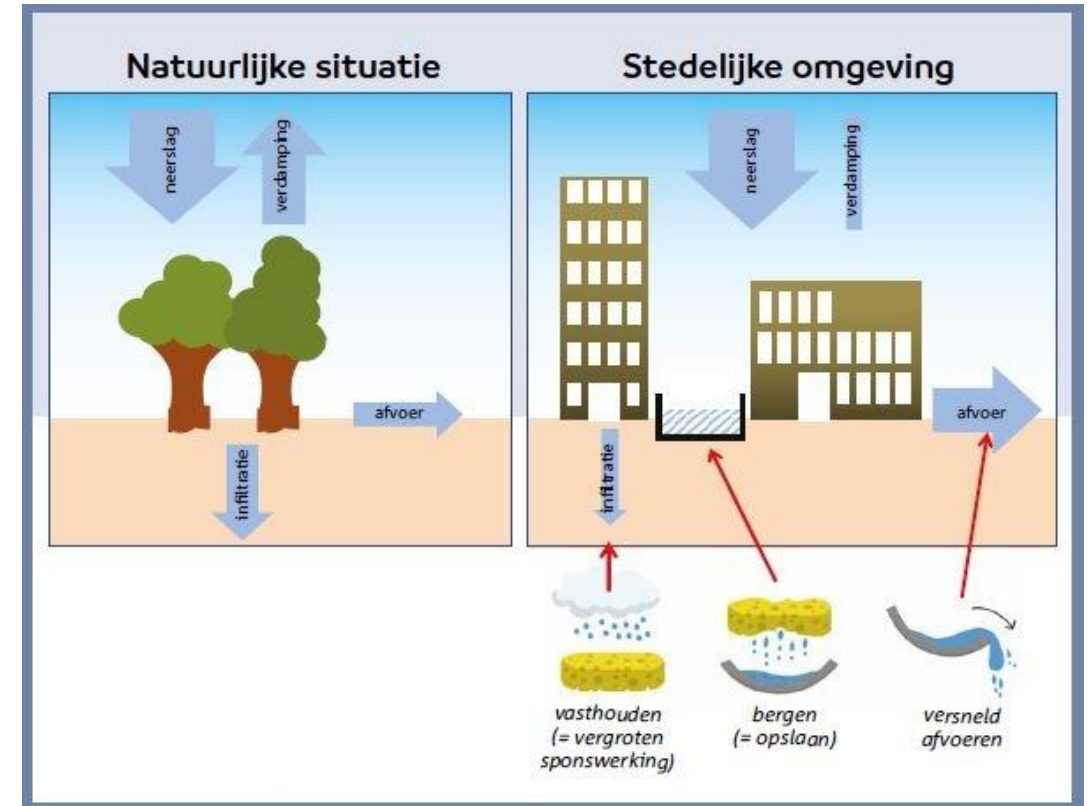 Natuurlijke situatie
neerslag
verdamping
afvoer
infiltratie
Stedelijke omgeving
neerslag
verdamping
afvoer
infiltratie
vasthouden
(= vergroten
sponswerking)
bergen
(= opslaan)
versneld
afvoeren